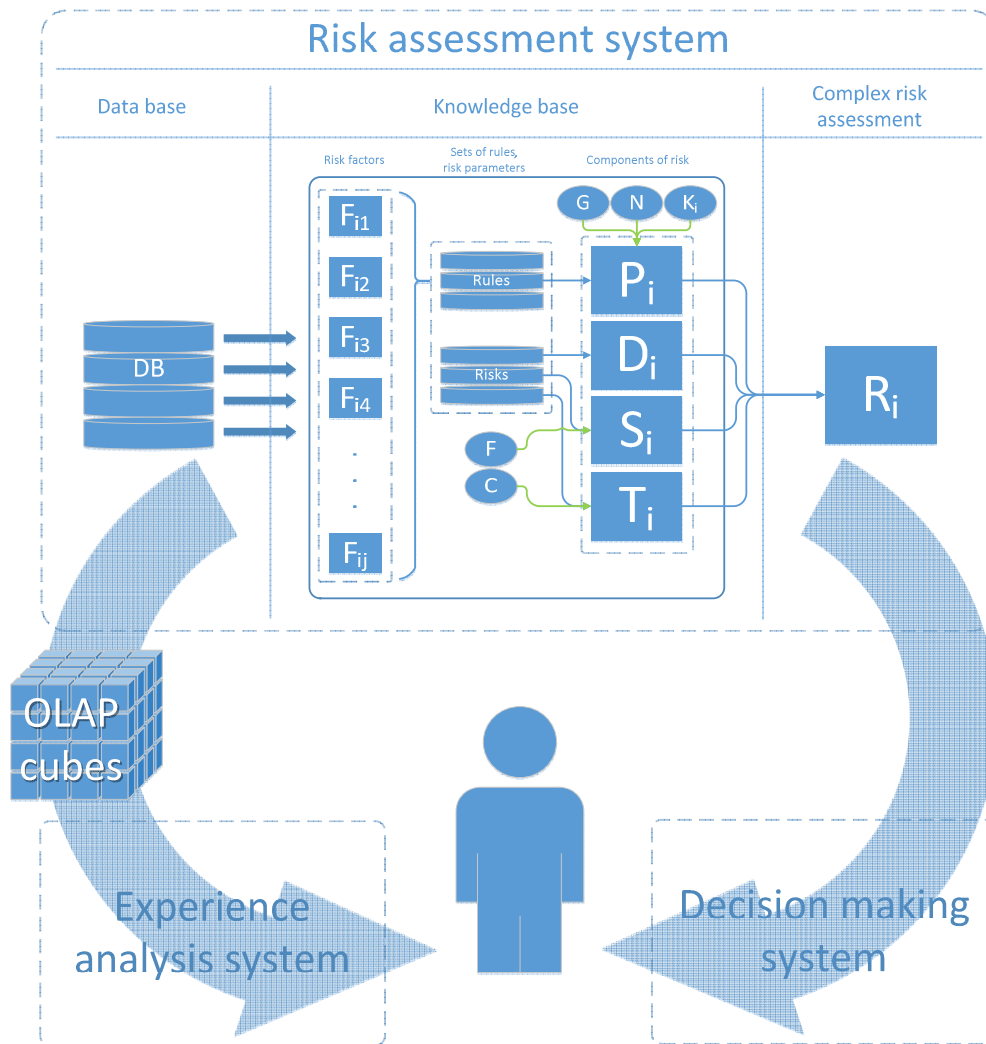 Risk assessment system
Data base
Knowledge base
Complex risk
assessment
Risk factors
Sets of rules,
risk parameters
Components of risk
G
N
Ki
Fi1
Fi2
Fi3
Fi4
.
.
.
Fij
Rules
Risks
F
C
Pi
Di
Si
Ti
DB
Ri
OLAP
cubes
Experience
analysis system
Decision making
system